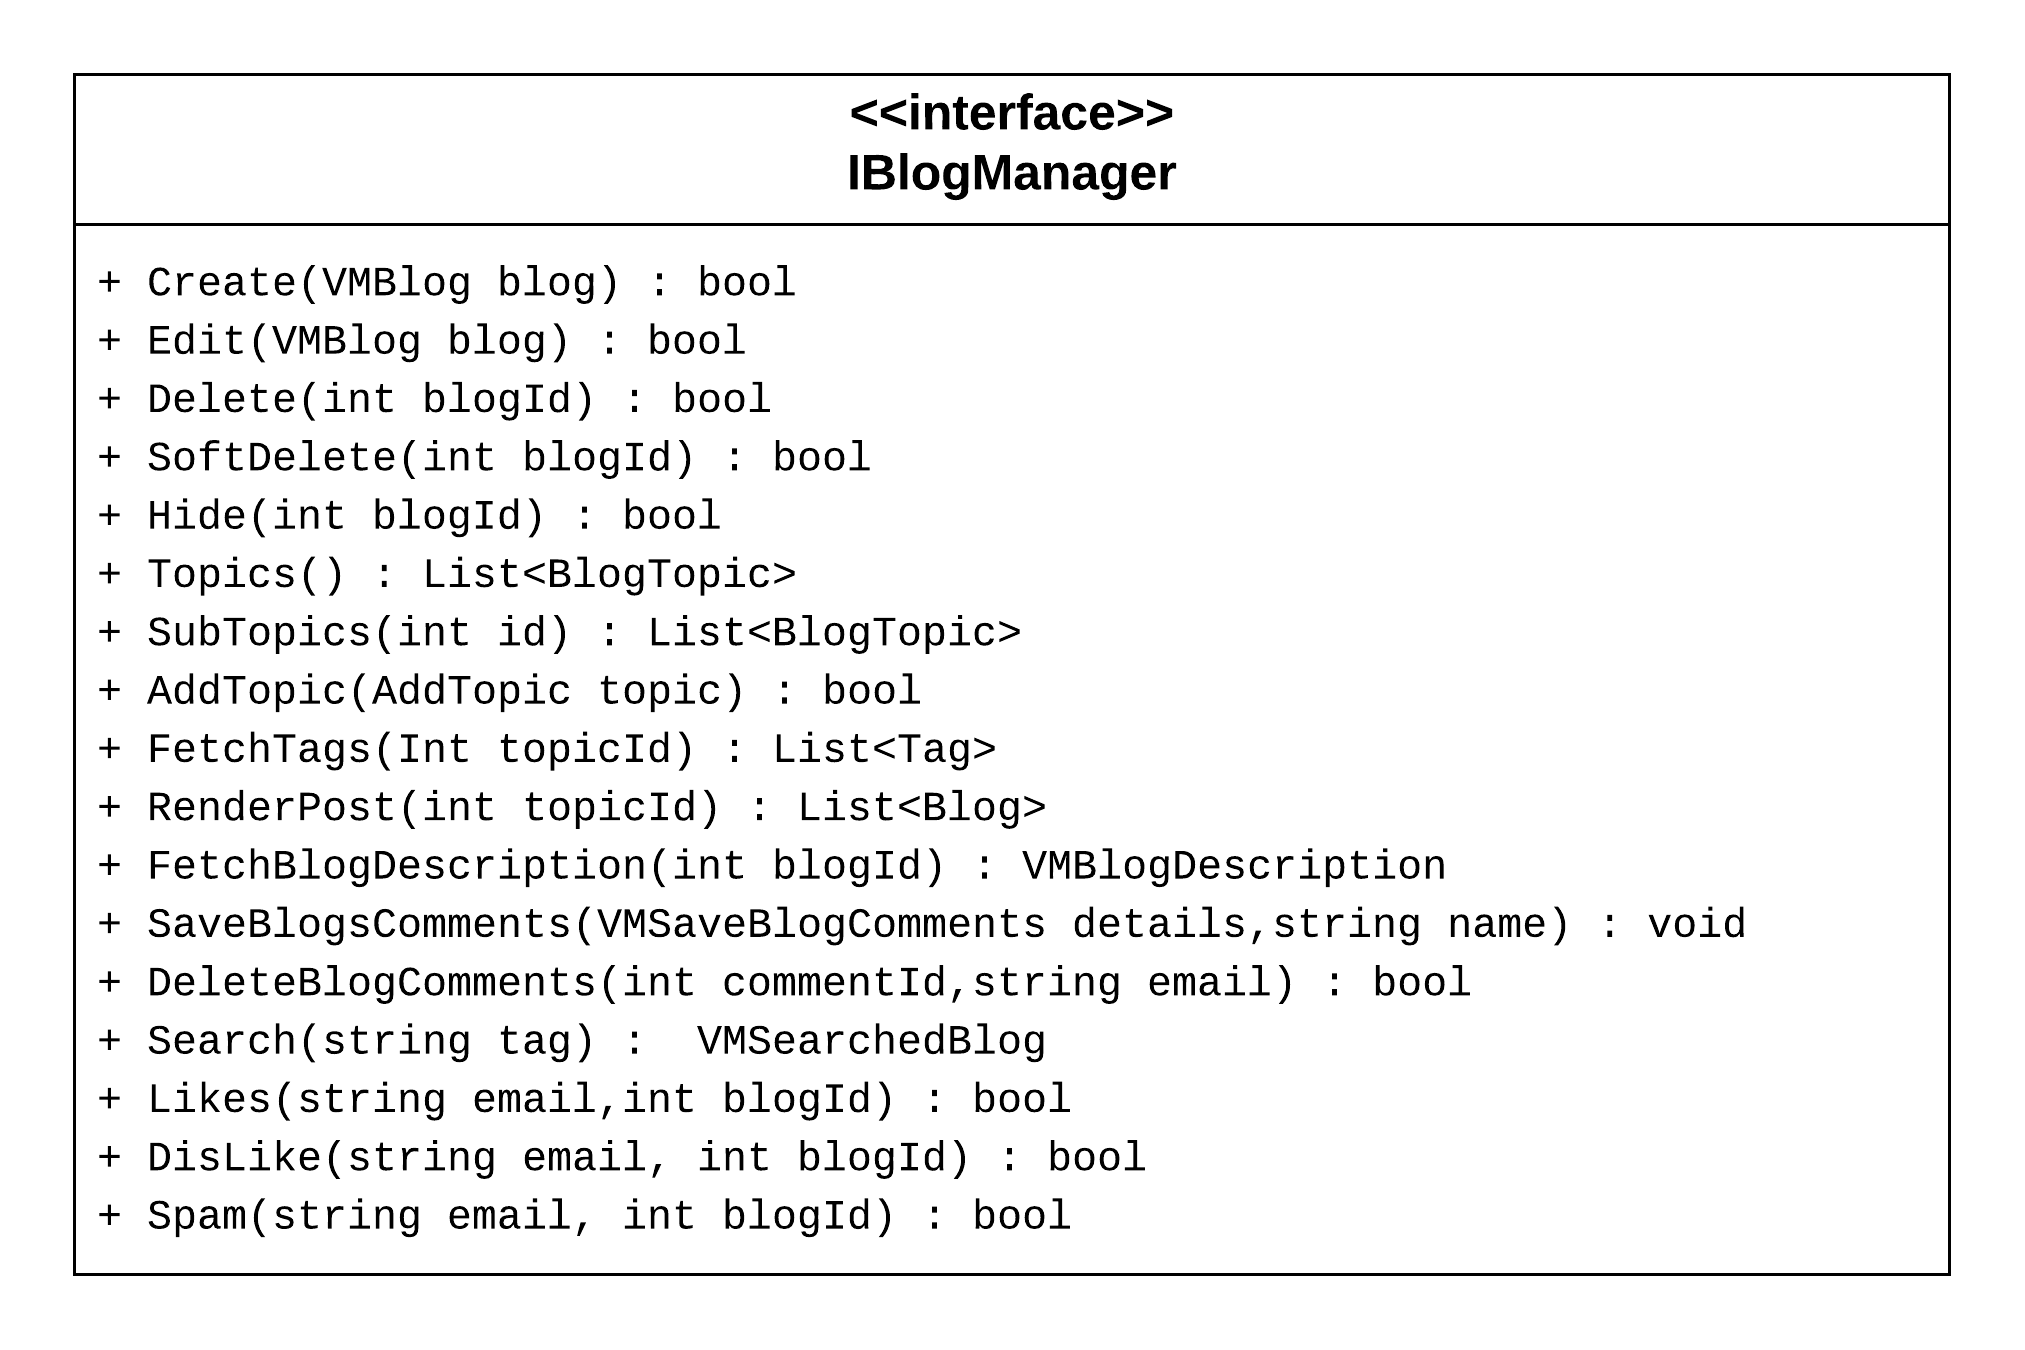 <<interface>>
IBlogManager
+ Create(VMBlog blog) : bool
+ Edit(VMBlog blog) : bool
+ Delete(int blogId) : bool
+ SoftDelete(int blogId) : bool
+ Hide(int blogId) : bool
+ Topics() : List<BlogTopic>
+ SubTopics(int id) : List<BlogTopic>
+ AddTopic(AddTopic topic) : bool
+ FetchTags(Int topicId) : List<Tag>
+ RenderPost(int topicId) : List<Blog>
+ FetchBlogDescription(int blogId) : VMBlogDescription
+ SaveBlogsComments(VMSaveBlogComments details,string name) : void
+ DeleteBlogComments(int commentId,string email) : bool
+ Search(string tag) :  VMSearchedBlog
+ Likes(string email,int blogId) : bool
+ DisLike(string email, int blogId) : bool
+ Spam(string email, int blogId) : bool